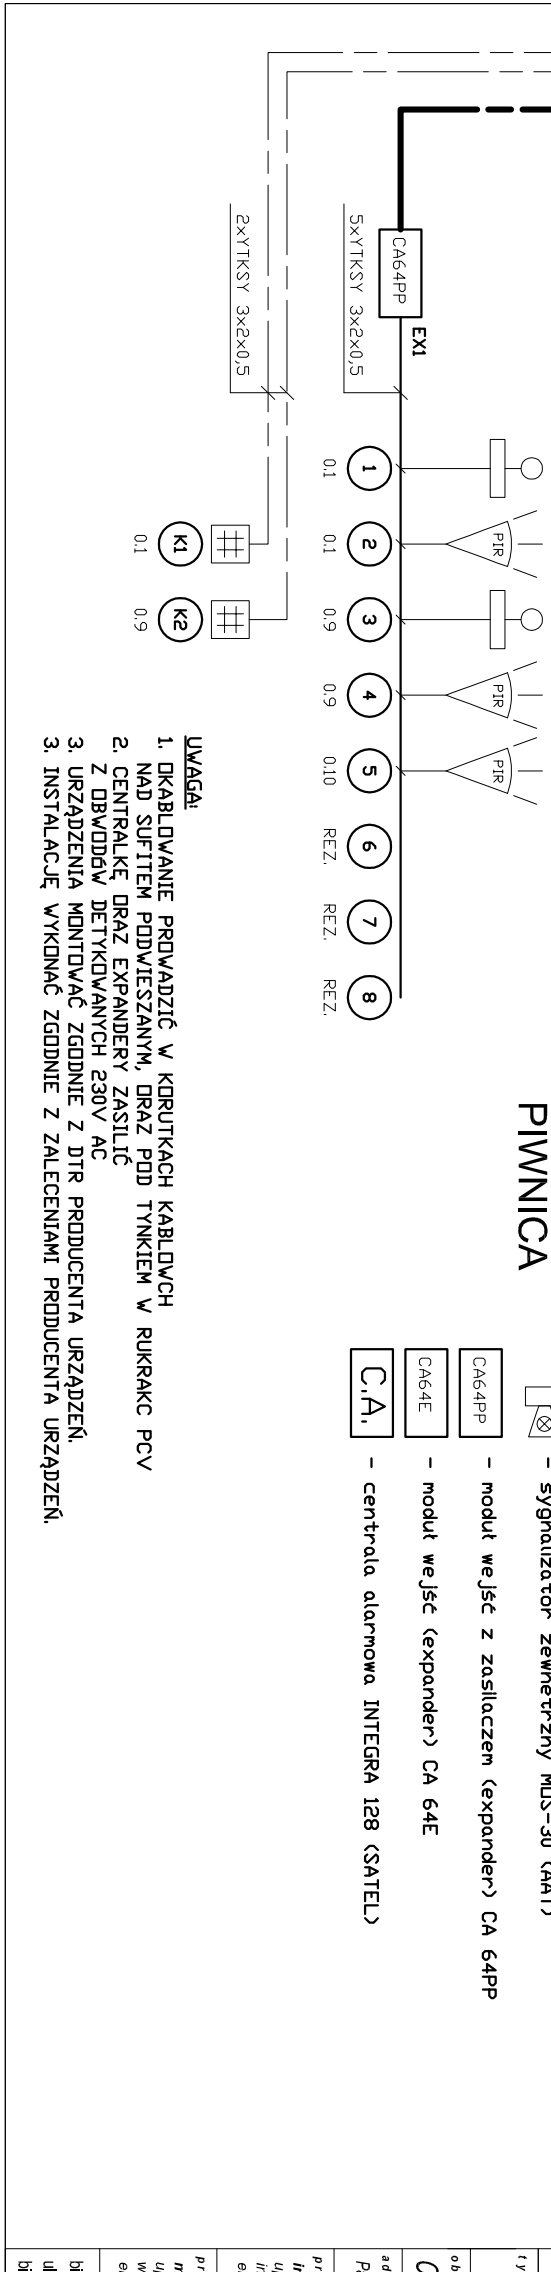 CA64PP
EX1
5xYTKSY 3x2x0,5
2xYTKSY 3x2x0,5
PIR
PIR
PIR
1
2
3
4
5
6
7
8
0.1
0.1
0.9
0.9
0.10
REZ.
REZ.
REZ.
K1
K2
0.1
0.9
PIWNICA
- sygnalizator zewnetrzny MOS-30 (AAT)
CA64PP
- moduł wejść z zasilaczem (expander) CA 64PP
CA64E
- moduł wejść (expander) CA 64E
C.A.
- centrala alarmowa INTEGRA 128 (SATEL)
UWAGA:
1. OKABLOWANIE PROWADZIĆ W KORUTKACH KABLOWCH
NAD SUFITEM PODWIESZANYM, ORAZ POD TYNKIEM W RUKRAKC PCV
2. CENTRALKĘ ORAZ EXPANDERY ZASILIĆ
Z OBWODÓW DETYKOWANYCH 230V AC
3. URZĄDZENIA MONTOWAĆ ZGODNIE Z DTR PRODUCENTA URZĄDZEŃ.
3. INSTALACJĘ WYKONAĆ ZGODNIE Z ZALECENIAMI PRODUCENTA URZĄDZEŃ.